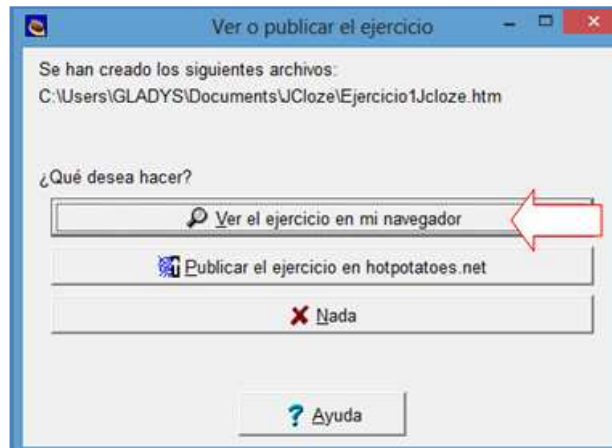 Ver o publicar el ejercicio
Se han creado los siguientes archivos:
C:\Users\GLADYS\Documents\JCloze\Ejercicio1Jcloze.htm
¿Qué desea hacer?
Ver el ejercicio en mi navegador
Publicar el ejercicio en hotpotatoes.net
Nada
? Ayuda